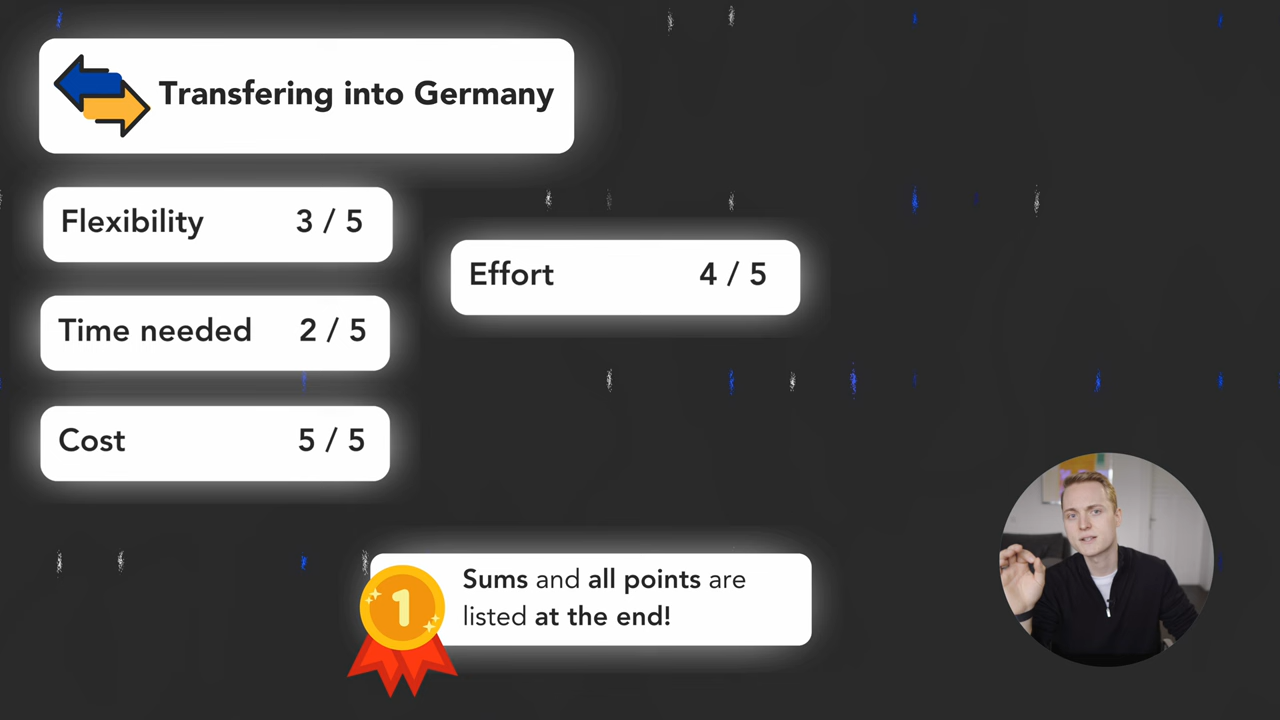 Transfering into Germany
Flexibility 3 / 5
Effort 4 / 5
Time needed 2 / 5
Cost 5 / 5
1
Sums and all points are
listed at the end!